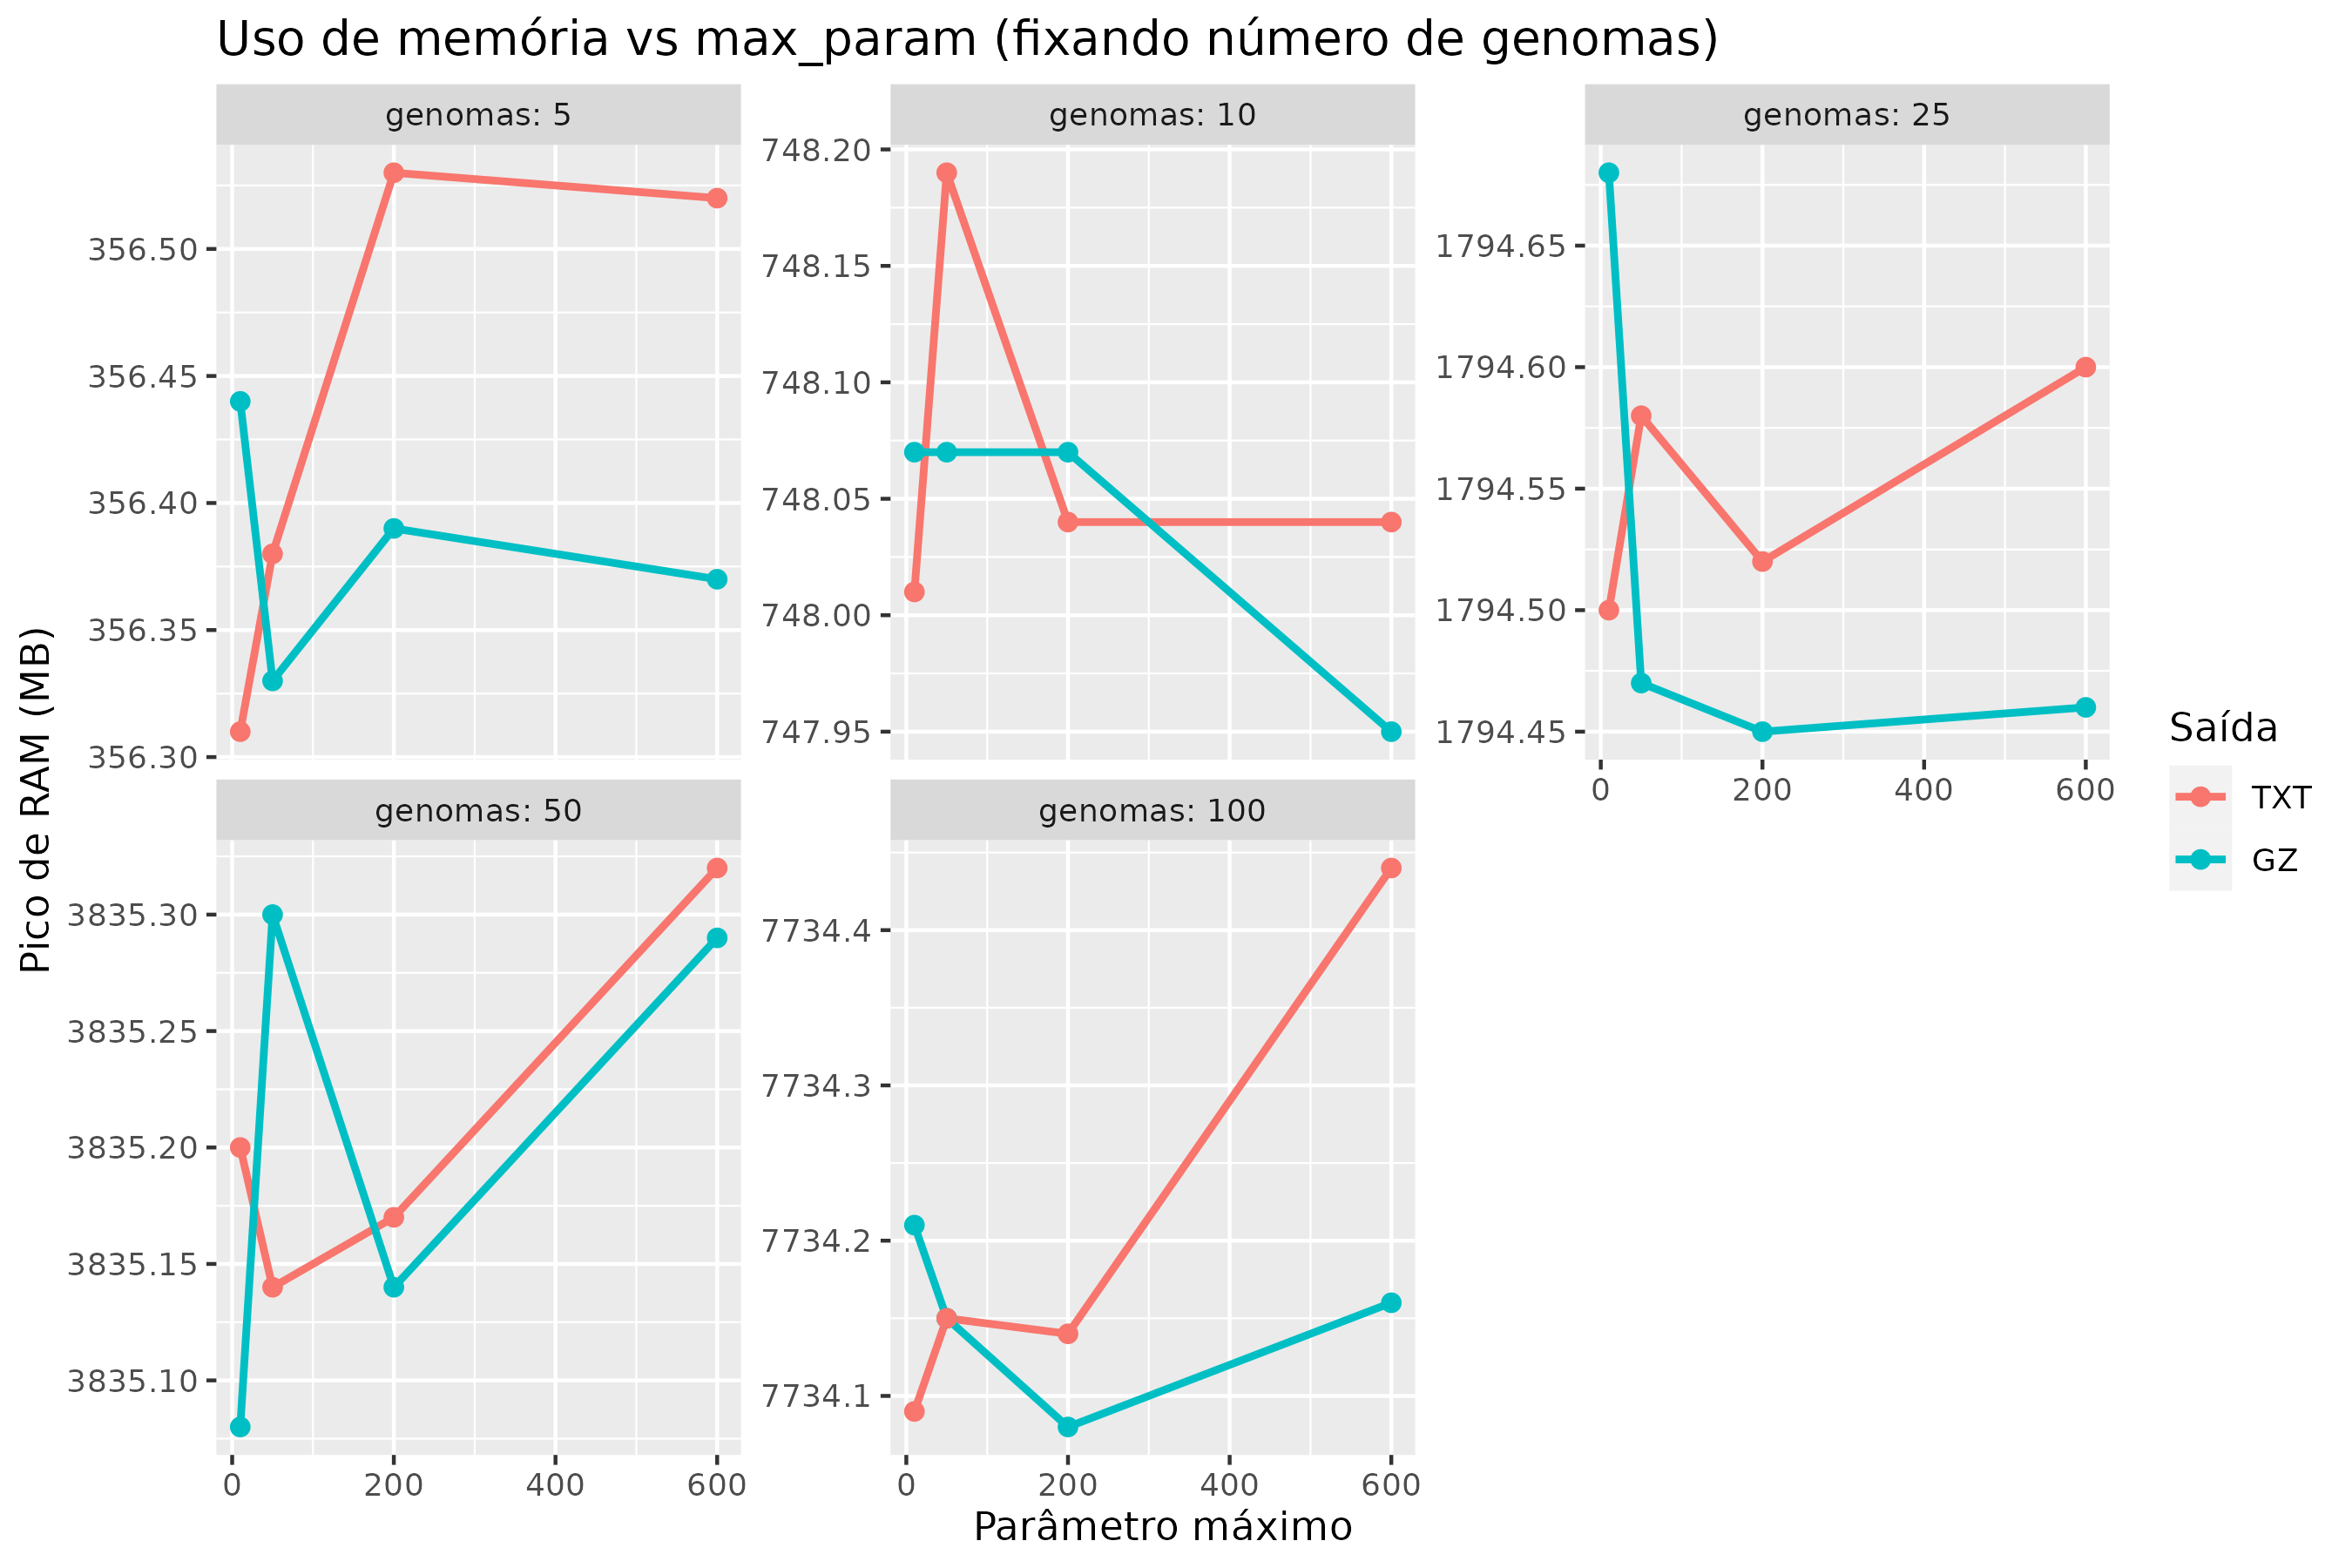 Uso de memória vs max_param (fixando número de genomas)
genomas: 5
genomas: 10
genomas: 25
356.50
356.45
356.40
356.35
356.30
748.20
748.15
748.10
748.05
748.00
747.95
1794.65
1794.60
1794.55
1794.50
1794.45
0 200 400 600
genomas: 50
genomas: 100
3835.30
3835.25
3835.20
3835.15
3835.10
7734.4
7734.3
7734.2
7734.1
0 200 400 600
0 200 400 600
Parâmetro máximo
Pico de RAM (MB)
Saída
TXT
GZ